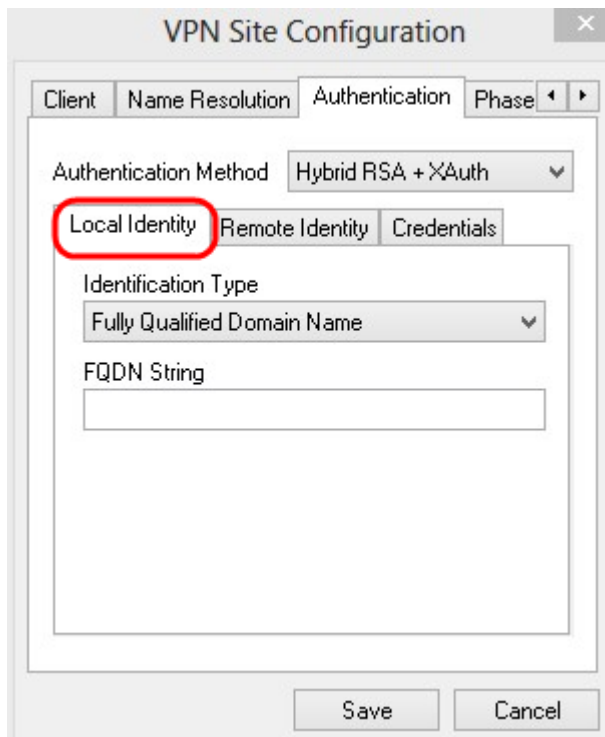 VPN Site Configuration
Client Name Resolution Authentication Phase
Authentication Method Hybrid RSA + XAuth
Local Identity Remote Identity Credentials
Identification Type
Fully Qualified Domain Name
FQDN String
Save Cancel